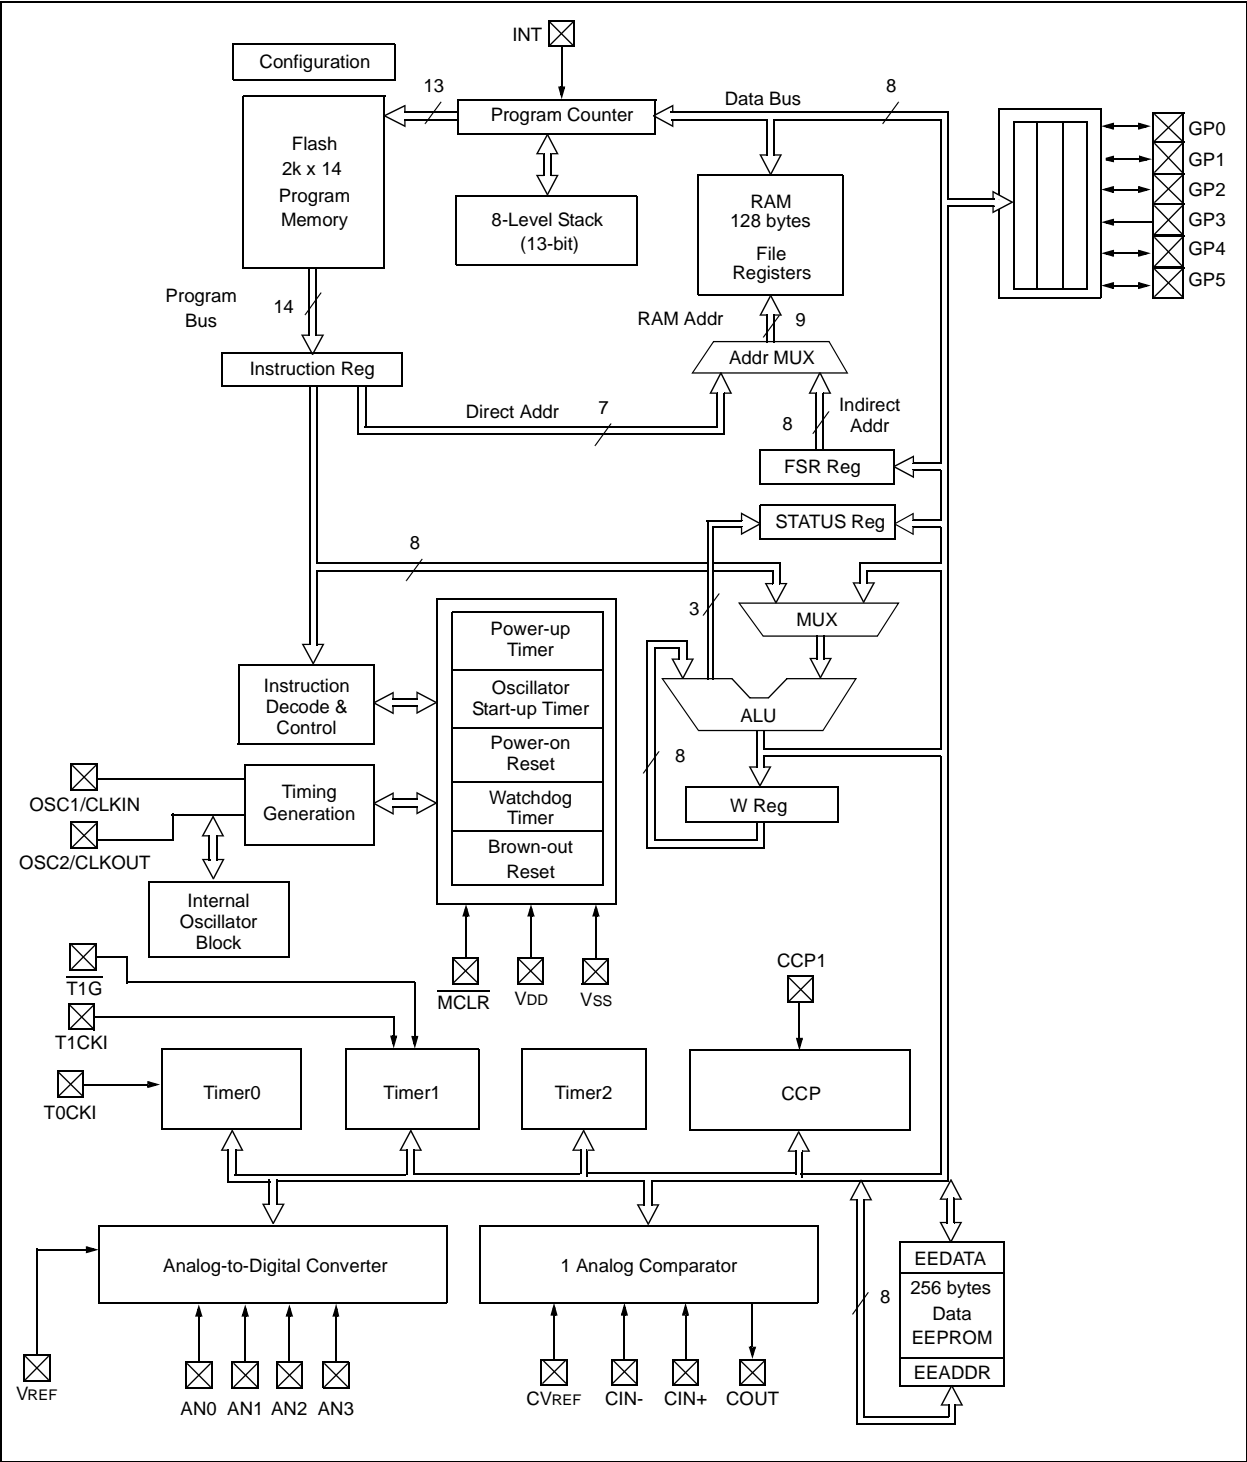 INT
Configuration
13
Data Bus
8
Program Counter
Flash
2k x 14
Program
Memory
8-Level Stack
(13-bit)
RAM
128 bytes
File
Registers
GP0
GP1
GP2
GP3
GP4
GP5
Program
Bus
14
RAM Addr
9
Addr MUX
Instruction Reg
Direct Addr
7
Indirect
Addr
8
FSR Reg
STATUS Reg
8
3
MUX
Power-up
Timer
Oscillator
Start-up Timer
Power-on
Reset
Watchdog
Timer
Brown-out
Reset
Instruction
Decode &
Control
ALU
8
W Reg
OSC1/CLKIN
Timing
Generation
OSC2/CLKOUT
Internal
Oscillator
Block
T1G
T1CKI
MCLR
VDD
VSS
CCP1
T0CKI
Timer0
Timer1
Timer2
CCP
Analog-to-Digital Converter
1 Analog Comparator
EEDATA
256 bytes
Data
EEPROM
EEADDR
8
VREF
AN0
AN1
AN2
AN3
CVREF
CIN-
CIN+
COUT